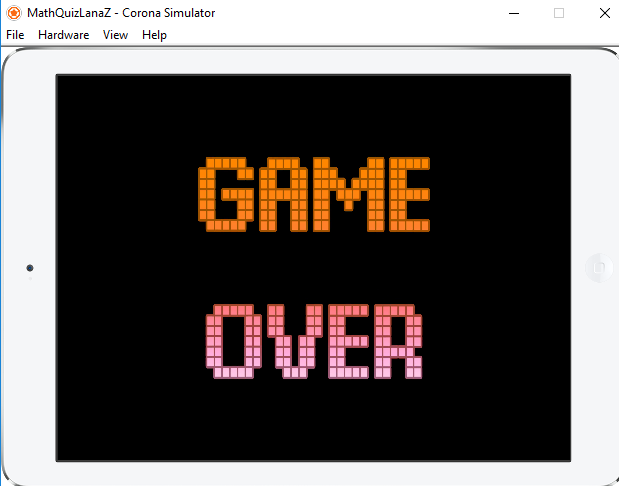 MathQuizLanaZ - Corona Simulator
File Hardware View Help
GAME
OVER